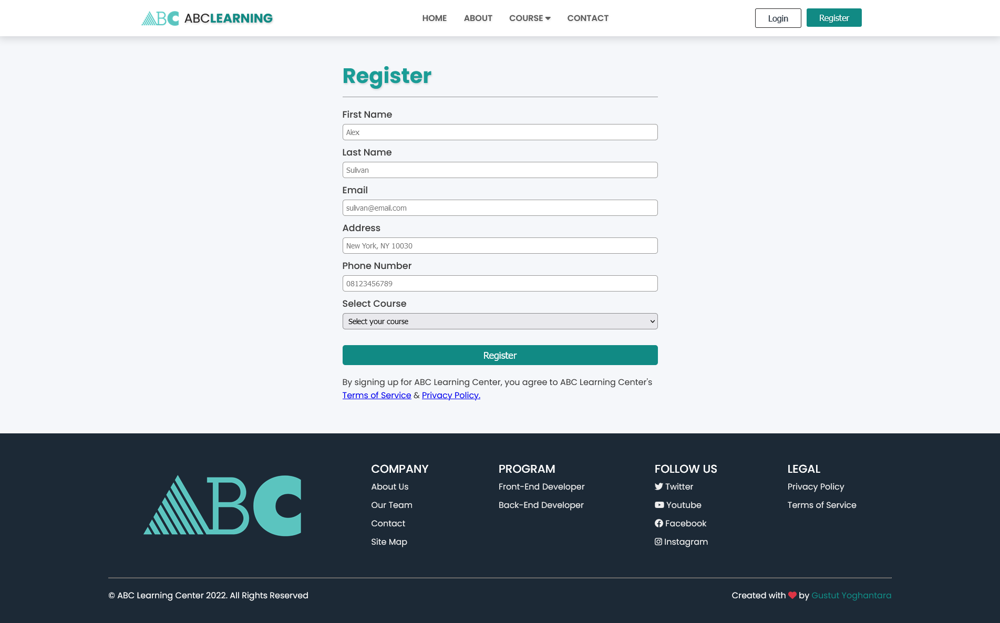 ABC ABCLEARNING
HOME ABOUT COURSE CONTACT
Login Register
Register
First Name
Alex
Last Name
Sulivan
Email
sulivan@email.com
Address
New York, NY 10030
Phone Number
08123456789
Select Course
Select your course
Register
By signing up for ABC Learning Center, you agree to ABC Learning Center's
Terms of Service & Privacy Policy.
ABC
COMPANY
About Us
Our Team
Contact
Site Map
PROGRAM
Front-End Developer
Back-End Developer
FOLLOW US
Twitter
Youtube
Facebook
Instagram
LEGAL
Privacy Policy
Terms of Service
© ABC Learning Center 2022. All Rights Reserved
Created with ❤ by Gustut Yoghantara